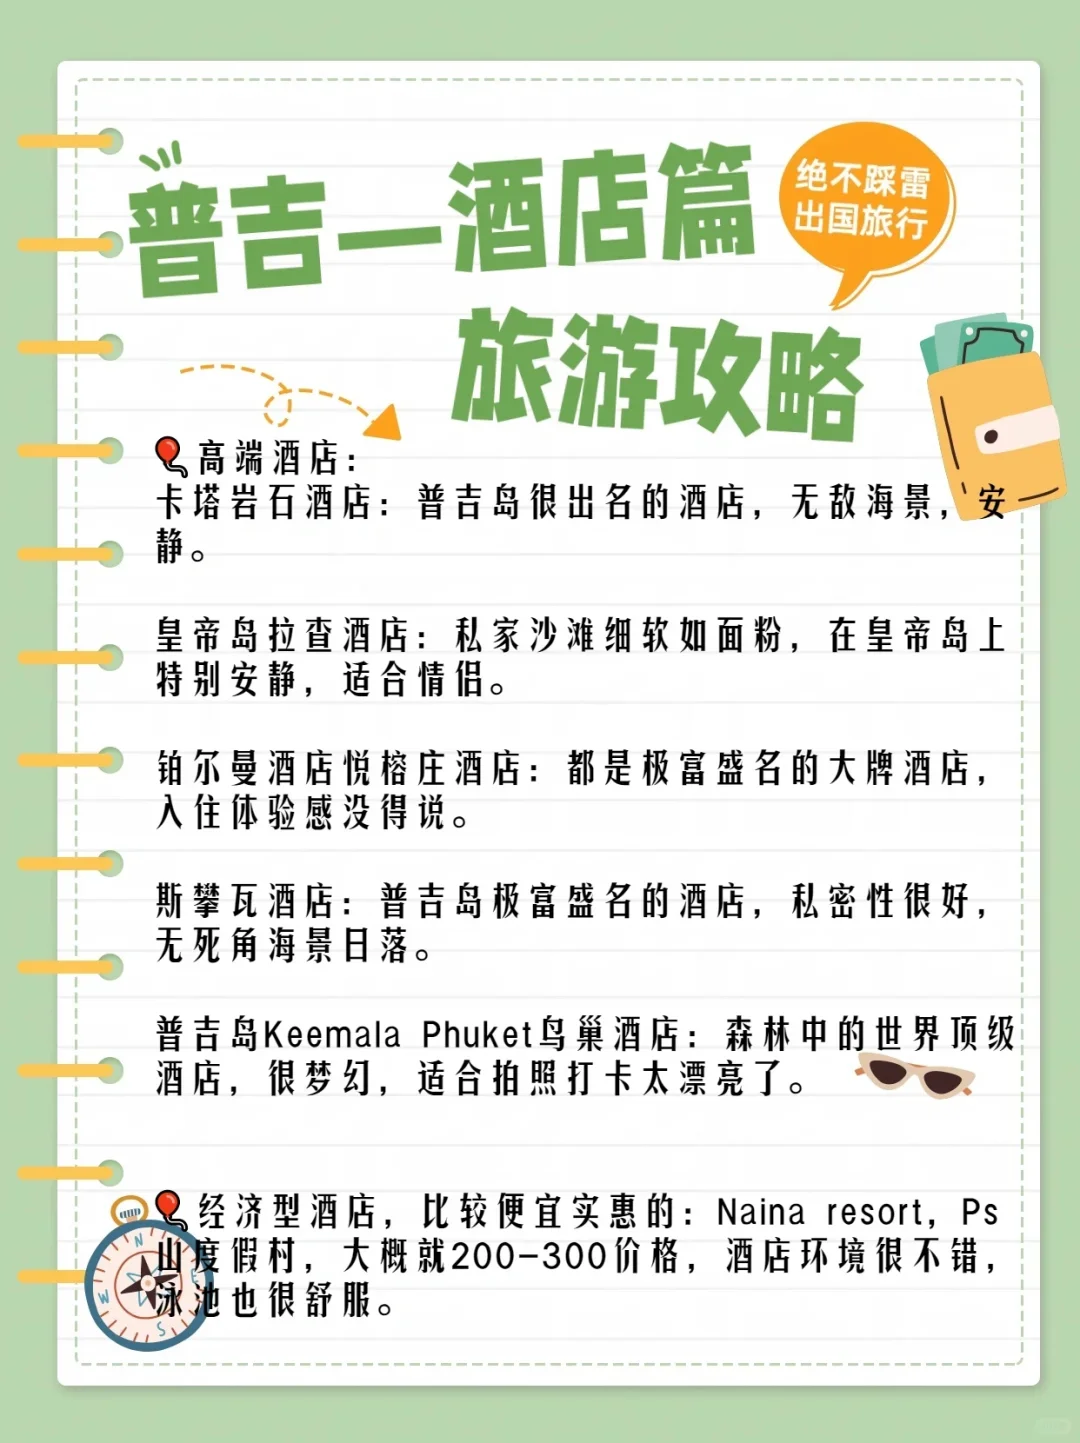 普吉—酒店篇
绝不踩雷
出国旅行
旅游攻略
高端酒店：
卡塔岩石酒店：普吉岛很出名的酒店，无敌海景，安
静。
皇帝岛拉查酒店：私家沙滩细软如面粉，在皇帝岛上
特别安静，适合情侣。
铂尔曼酒店悦榕庄酒店：都是极富盛名的大牌酒店，
入住体验感没得说。
斯攀瓦酒店：普吉岛极富盛名的酒店，私密性很好，
无死角海景日落。
普吉岛Keemala Phuket鸟巢酒店：森林中的世界顶级
酒店，很梦幻，适合拍照打卡太漂亮了。
经济型酒店，比较便宜实惠的：Naina resort，Ps
山度假村，大概就200-300价格，酒店环境很不错，
泳池也很舒服。
N
E
S
W